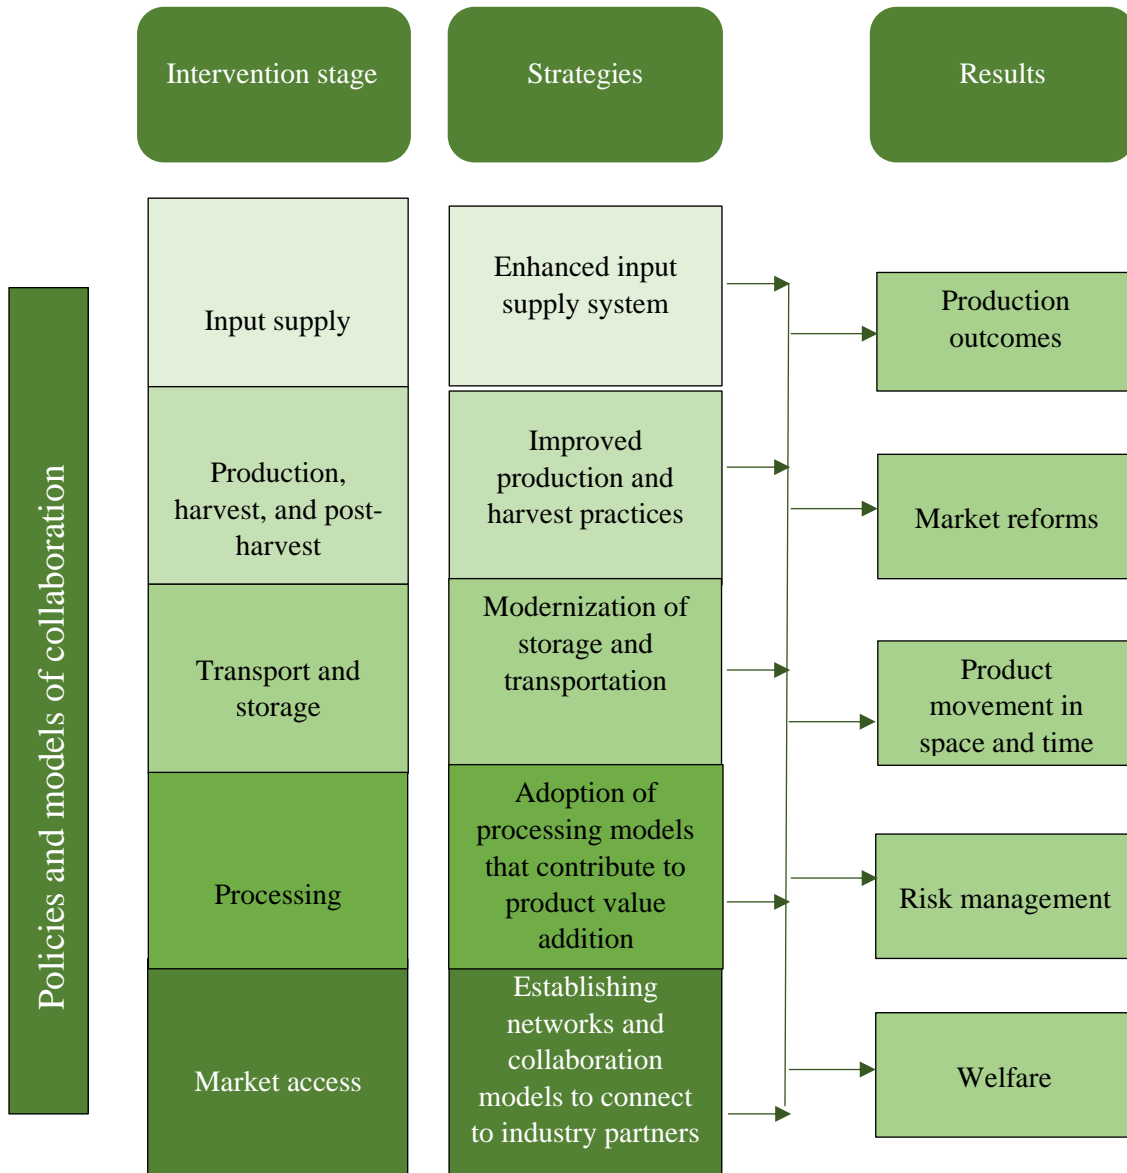 Intervention stage
Strategies
Results
Policies and models of collaboration
Input supply
Enhanced input
supply system
Production
outcomes
Production,
harvest, and post-
harvest
Improved
production and
harvest practices
Market reforms
Transport and
storage
Modernization of
storage and
transportation
Product
movement in
space and time
Processing
Adoption of
processing models
that contribute to
product value
addition
Risk management
Market access
Establishing
networks and
collaboration
models to connect
to industry partners
Welfare